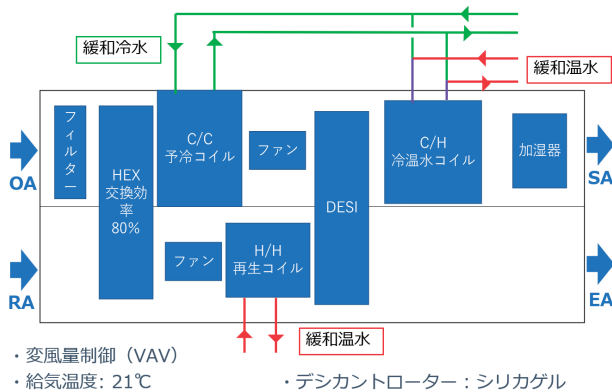 緩和冷水
緩和温水
フィルター
HEX
交換効
率
80%
C/C
予冷コイル
ファン
DESI
C/H
冷温水コイル
加湿器
OA
SA
ファン
H/H
再生コイル
RA
EA
緩和温水
・変風量制御（VAV）
・給気温度: 21℃
・デシカントローター：シリカゲル